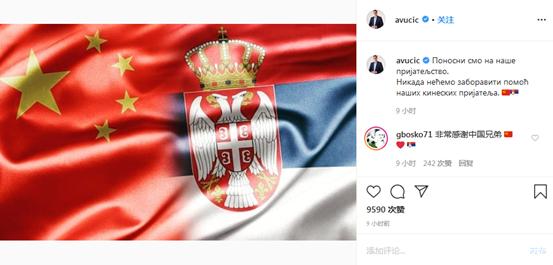 avucic • 关注
avucic Поносни смо на наше
пријатељство.
Никада нећемо заборавити помоћ
наших кинеских пријатеља. 🇨🇳🇷🇸
9 小时
gbosko71 非常感谢中国兄弟 🇨🇳
❤️ 🇷🇸
9 小时 242 次赞 回复
9590 次赞
9 小时前
添加评论...